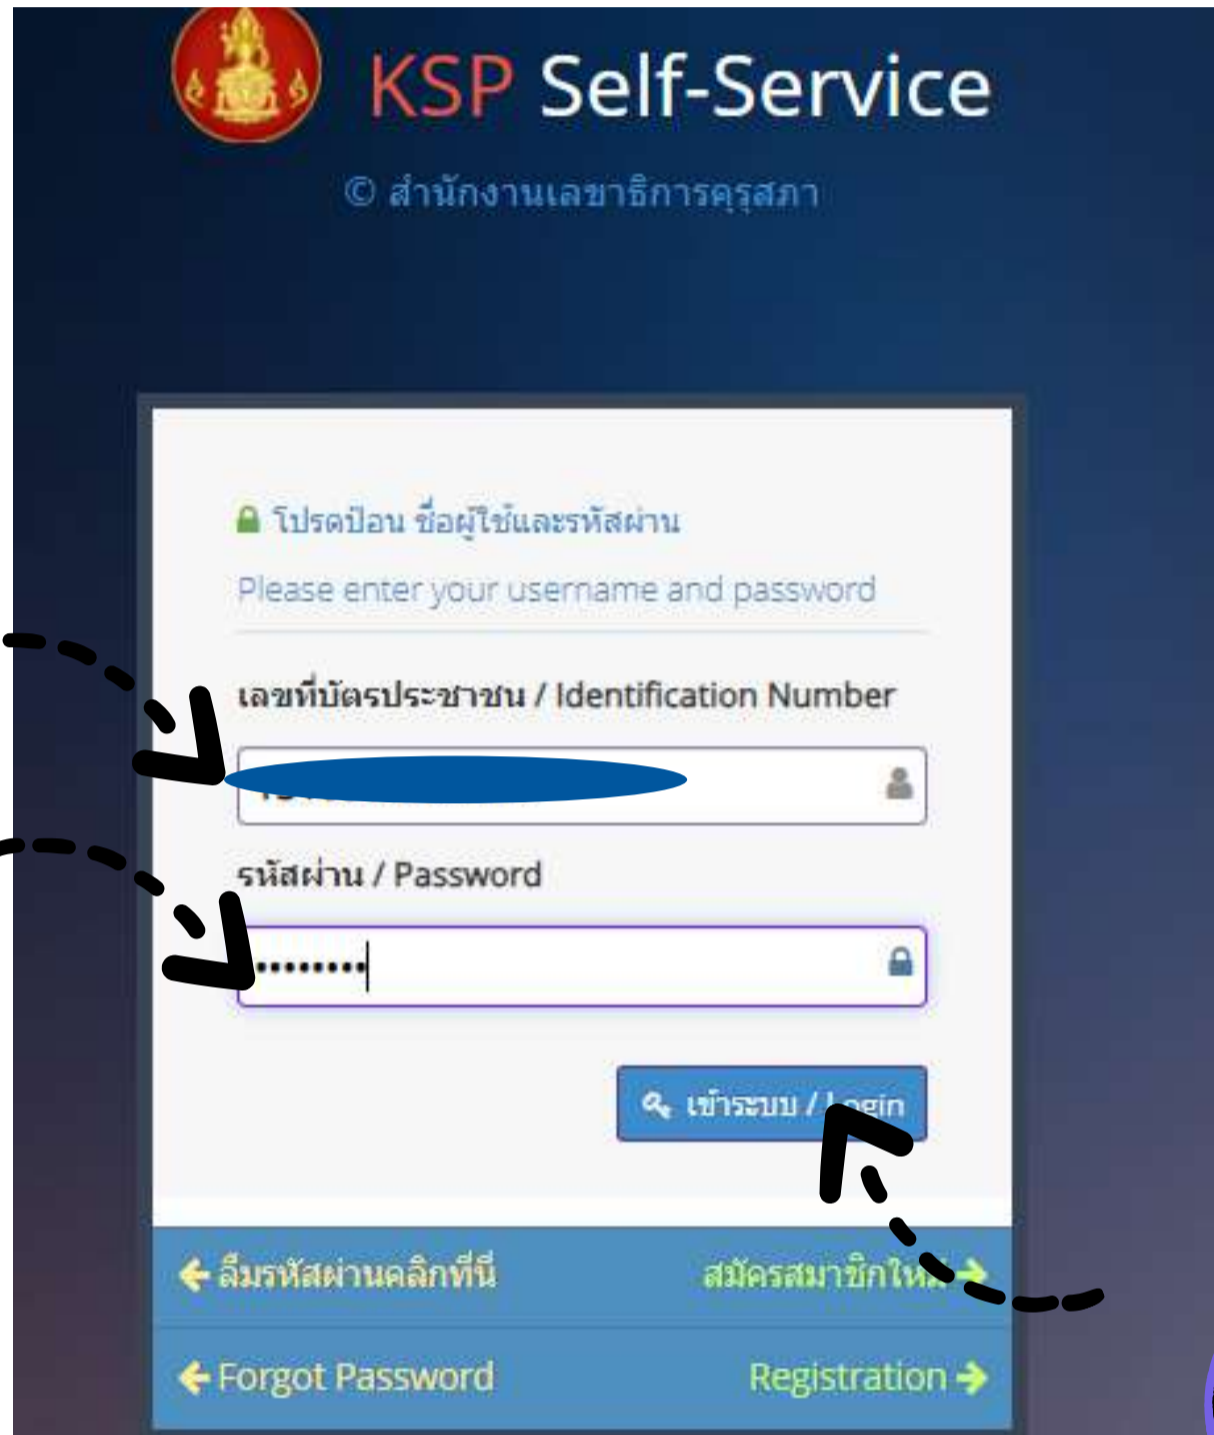 KSP Self-Service
© สำนักงานเลขาธิการคุรุสภา
โปรดป้อน ชื่อผู้ใช้และรหัสผ่าน
Please enter your username and password
เลขที่บัตรประชาชน / Identification Number
รหัสผ่าน / Password
เข้าระบบ / Login
ลืมรหัสผ่านคลิกที่นี่ สมัครสมาชิกใหม่
Forgot Password Registration